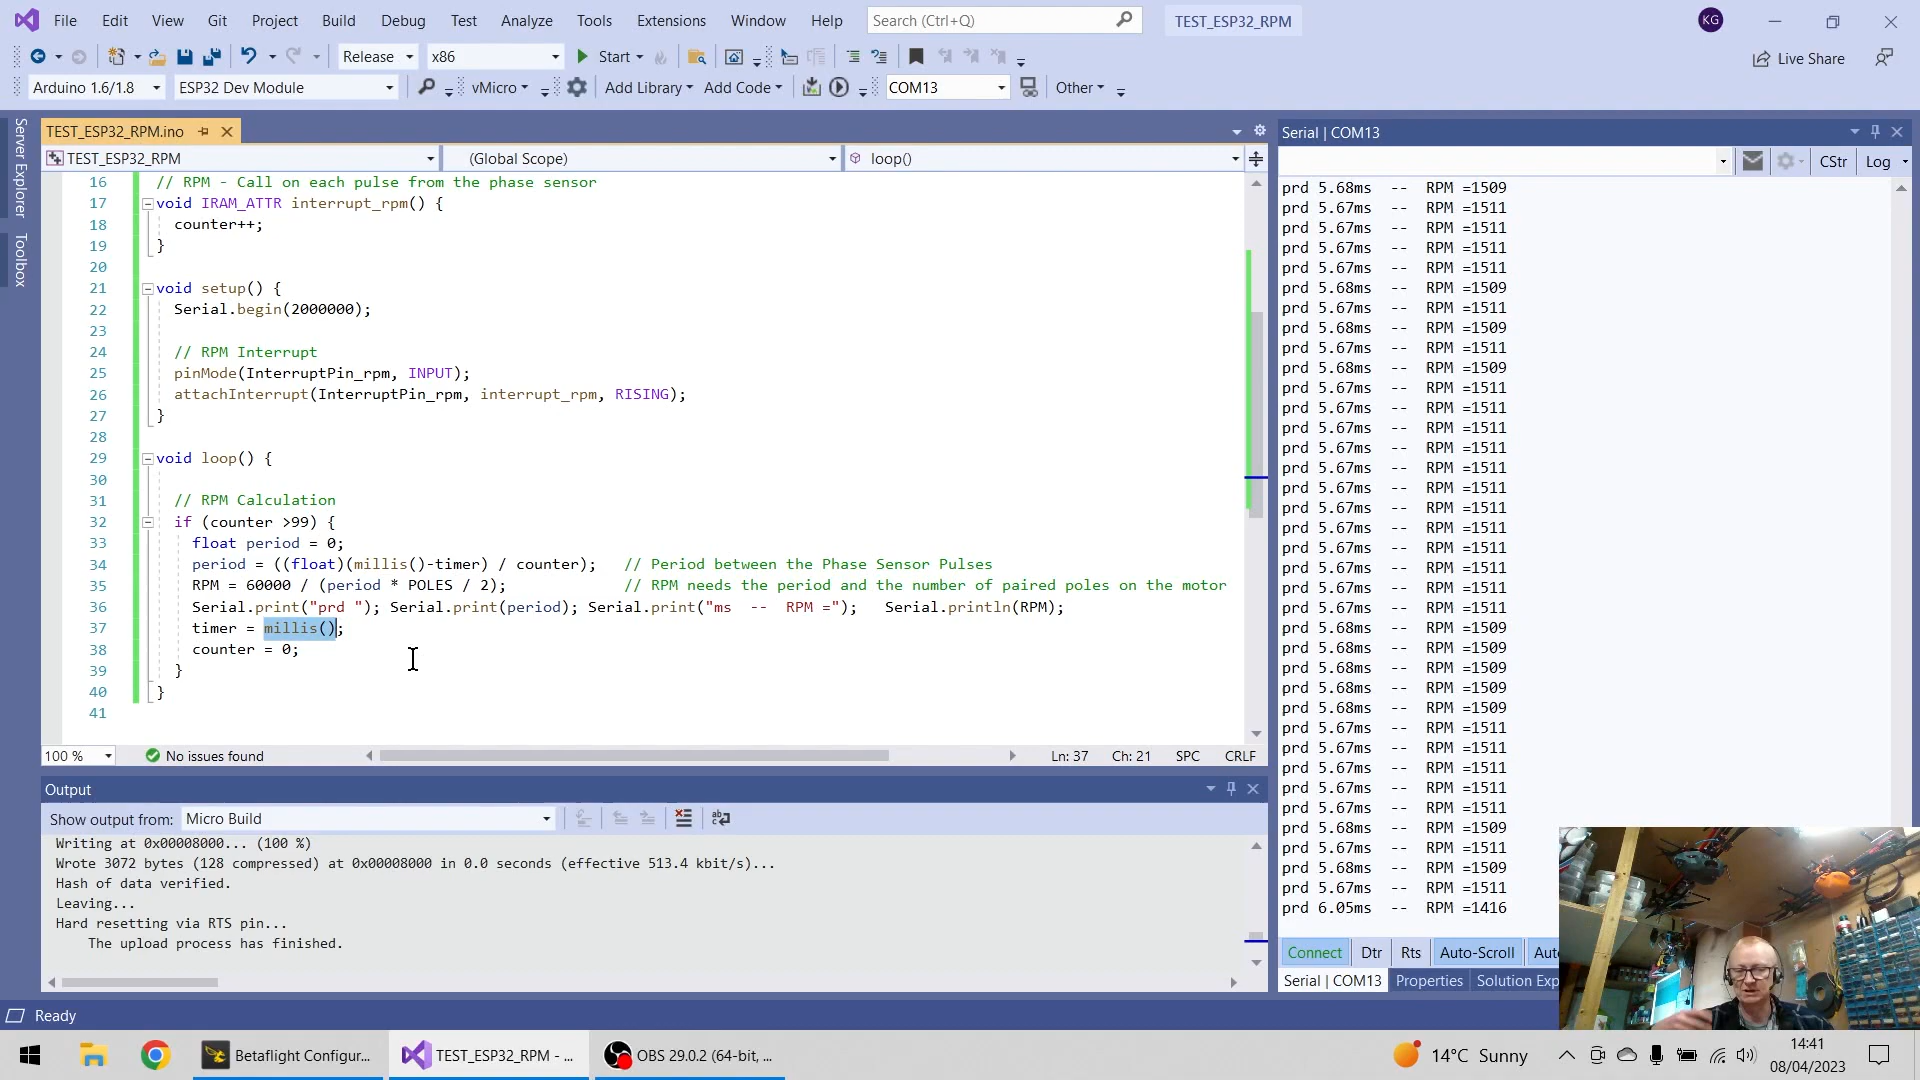 File Edit View Git Project Build Debug Test Analyze Tools Extensions Window Help Search (Ctrl+Q) TEST_ESP32_RPM KG
Release x86 Start Live Share
Arduino 1.6/1.8 ESP32 Dev Module vMicro Add Library Add Code COM13 Other
Server Explorer
Toolbox
TEST_ESP32_RPM.ino
TEST_ESP32_RPM (Global Scope) loop()
16 // RPM - Call on each pulse from the phase sensor
17 void IRAM_ATTR interrupt_rpm() {
18 counter++;
19 }
20
21 void setup() {
22 Serial.begin(2000000);
23
24 // RPM Interrupt
25 pinMode(InterruptPin_rpm, INPUT);
26 attachInterrupt(InterruptPin_rpm, interrupt_rpm, RISING);
27 }
28
29 void loop() {
30
31 // RPM Calculation
32 if (counter >99) {
33 float period = 0;
34 period = ((float)(millis()-timer) / counter); // Period between the Phase Sensor Pulses
35 RPM = 60000 / (period * POLES / 2); // RPM needs the period and the number of paired poles on the motor
36 Serial.print("prd "); Serial.print(period); Serial.print("ms -- RPM ="); Serial.println(RPM);
37 timer = millis();
38 counter = 0;
39 }
40 }
41
100 % No issues found Ln: 37 Ch: 21 SPC CRLF
Output
Show output from: Micro Build
Writing at 0x00008000... (100 %)
Wrote 3072 bytes (128 compressed) at 0x00008000 in 0.0 seconds (effective 513.4 kbit/s)...
Hash of data verified.
Leaving...
Hard resetting via RTS pin...
The upload process has finished.
Serial | COM13
CStr Log
prd 5.68ms -- RPM =1509
prd 5.67ms -- RPM =1511
prd 5.67ms -- RPM =1511
prd 5.67ms -- RPM =1511
prd 5.67ms -- RPM =1511
prd 5.68ms -- RPM =1509
prd 5.67ms -- RPM =1511
prd 5.68ms -- RPM =1509
prd 5.67ms -- RPM =1511
prd 5.68ms -- RPM =1509
prd 5.67ms -- RPM =1511
prd 5.67ms -- RPM =1511
prd 5.67ms -- RPM =1511
prd 5.67ms -- RPM =1511
prd 5.67ms -- RPM =1511
prd 5.67ms -- RPM =1511
prd 5.67ms -- RPM =1511
prd 5.67ms -- RPM =1511
prd 5.67ms -- RPM =1511
prd 5.67ms -- RPM =1511
prd 5.67ms -- RPM =1511
prd 5.67ms -- RPM =1511
prd 5.68ms -- RPM =1509
prd 5.68ms -- RPM =1509
prd 5.68ms -- RPM =1509
prd 5.68ms -- RPM =1509
prd 5.68ms -- RPM =1509
prd 5.67ms -- RPM =1511
prd 5.67ms -- RPM =1511
prd 5.67ms -- RPM =1511
prd 5.67ms -- RPM =1511
prd 5.67ms -- RPM =1511
prd 5.68ms -- RPM =1509
prd 5.67ms -- RPM =1511
prd 5.68ms -- RPM =1509
prd 5.67ms -- RPM =1511
prd 6.05ms -- RPM =1416
Connect Dtr Rts Auto-Scroll Aut
Serial | COM13 Properties Solution Exp
Ready
Betaflight Configur... TEST_ESP32_RPM - ... OBS 29.0.2 (64-bit, ... 14°C Sunny 14:41
08/04/2023